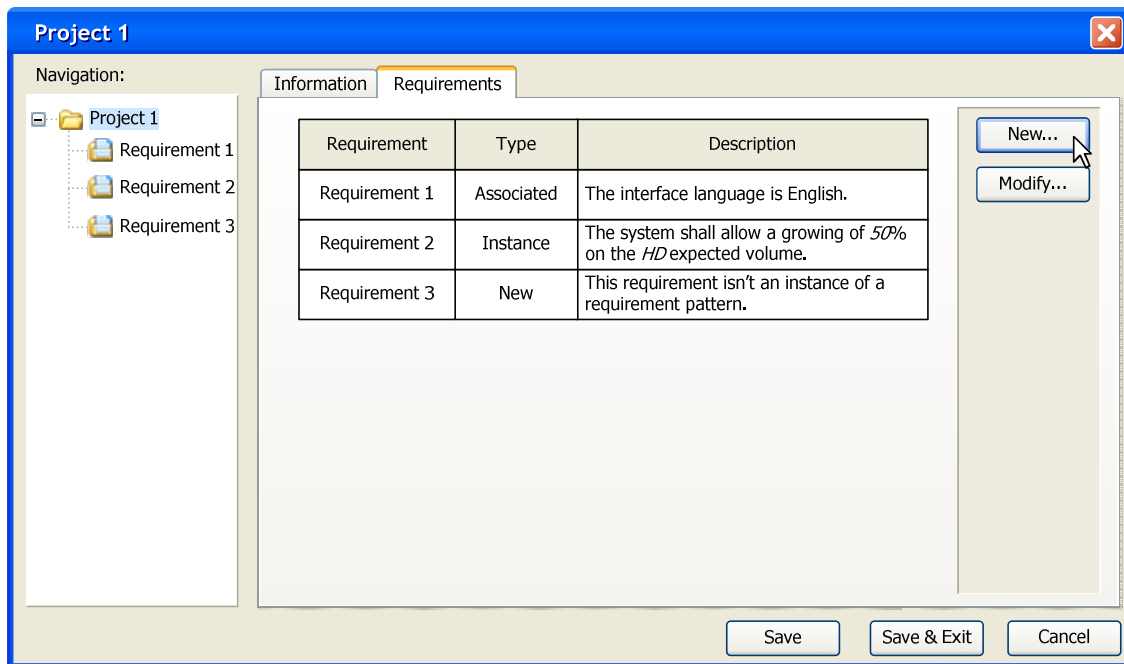 Project 1
Navigation:
Project 1
Requirement 1
Requirement 2
Requirement 3
Information
Requirements
Requirement Type Description
Requirement 1 Associated The interface language is English.
Requirement 2 Instance The system shall allow a growing of 50%
on the HD expected volume.
Requirement 3 New This requirement isn't an instance of a
requirement pattern.
New...
Modify...
Save
Save & Exit
Cancel